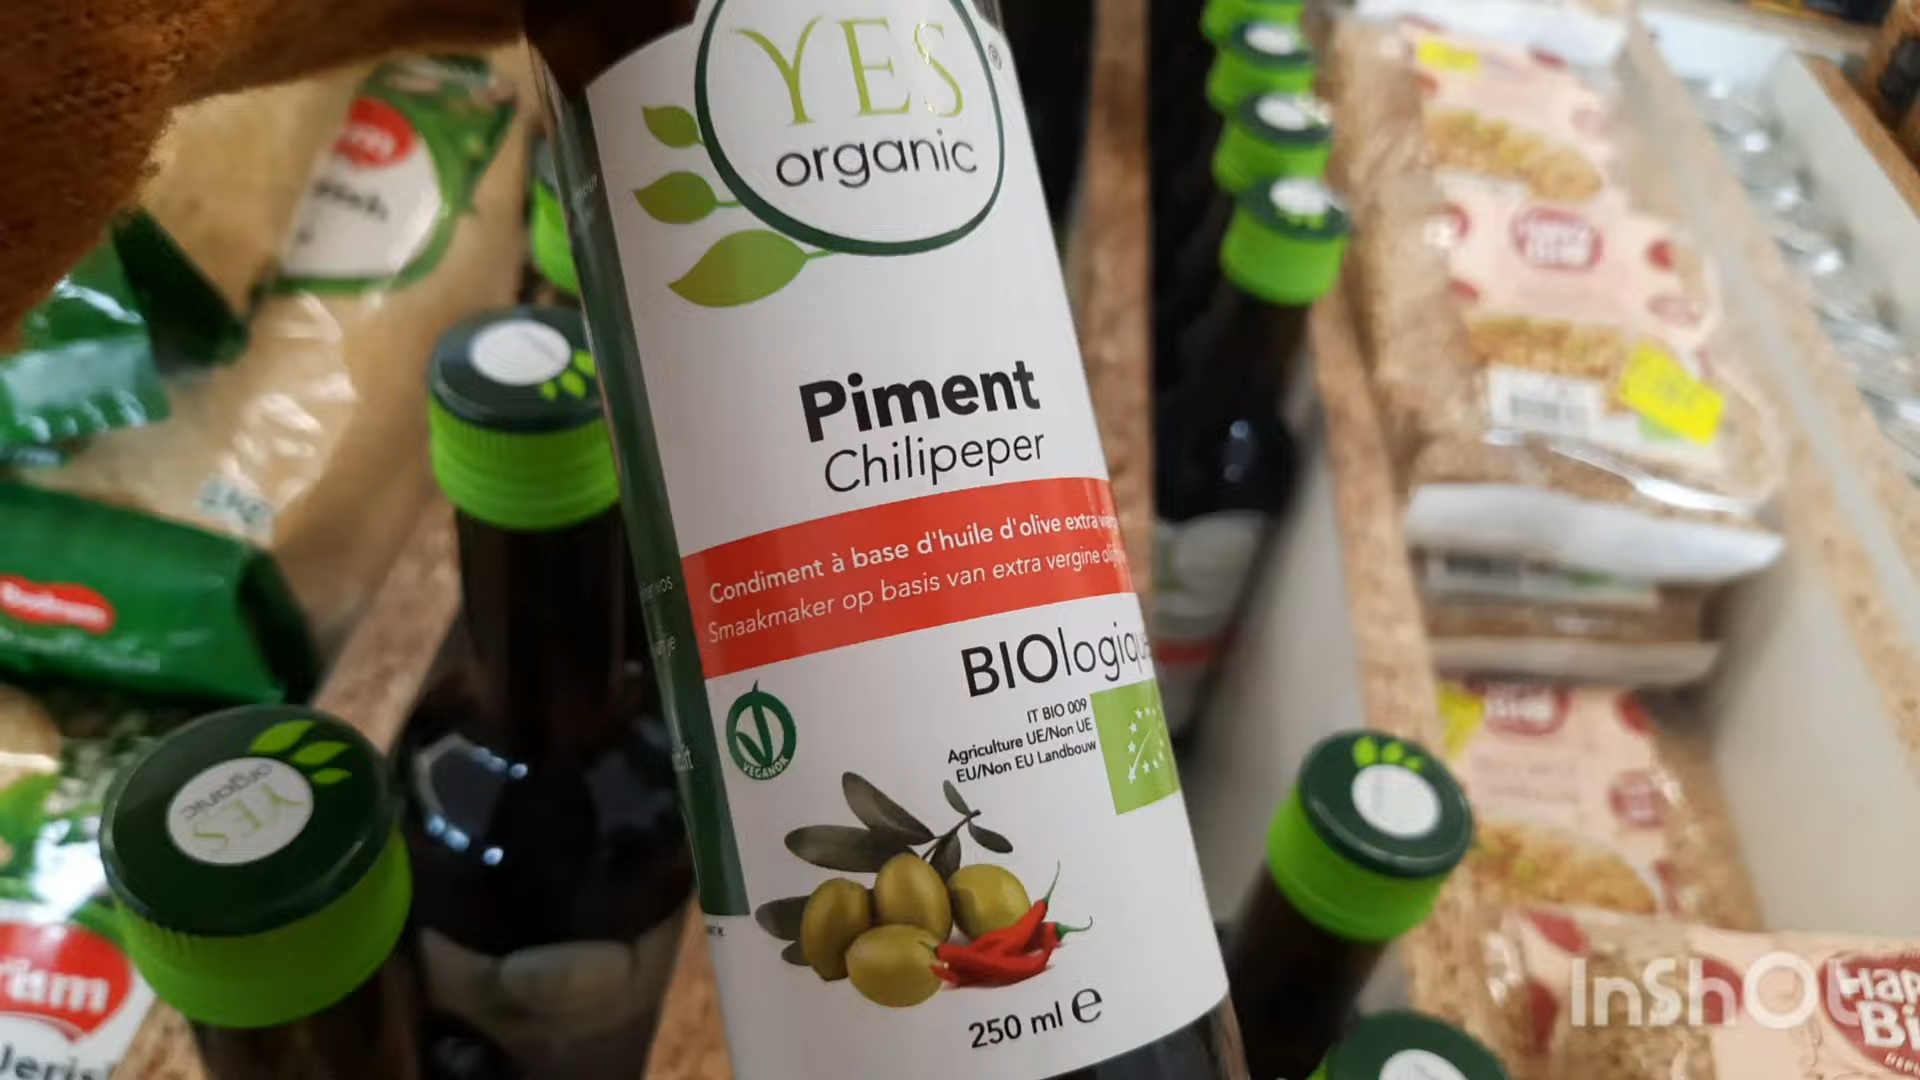 YES
organic
®
Piment
Chilipeper
Condiment à base d'huile d'olive extra
Smaakmaker op basis van extra vergine
BIOlogique
IT BIO 009
Agriculture UE/Non UE
EU/Non EU Landbouw
VEGANOK
250 ml e
YES
organic
InShOt